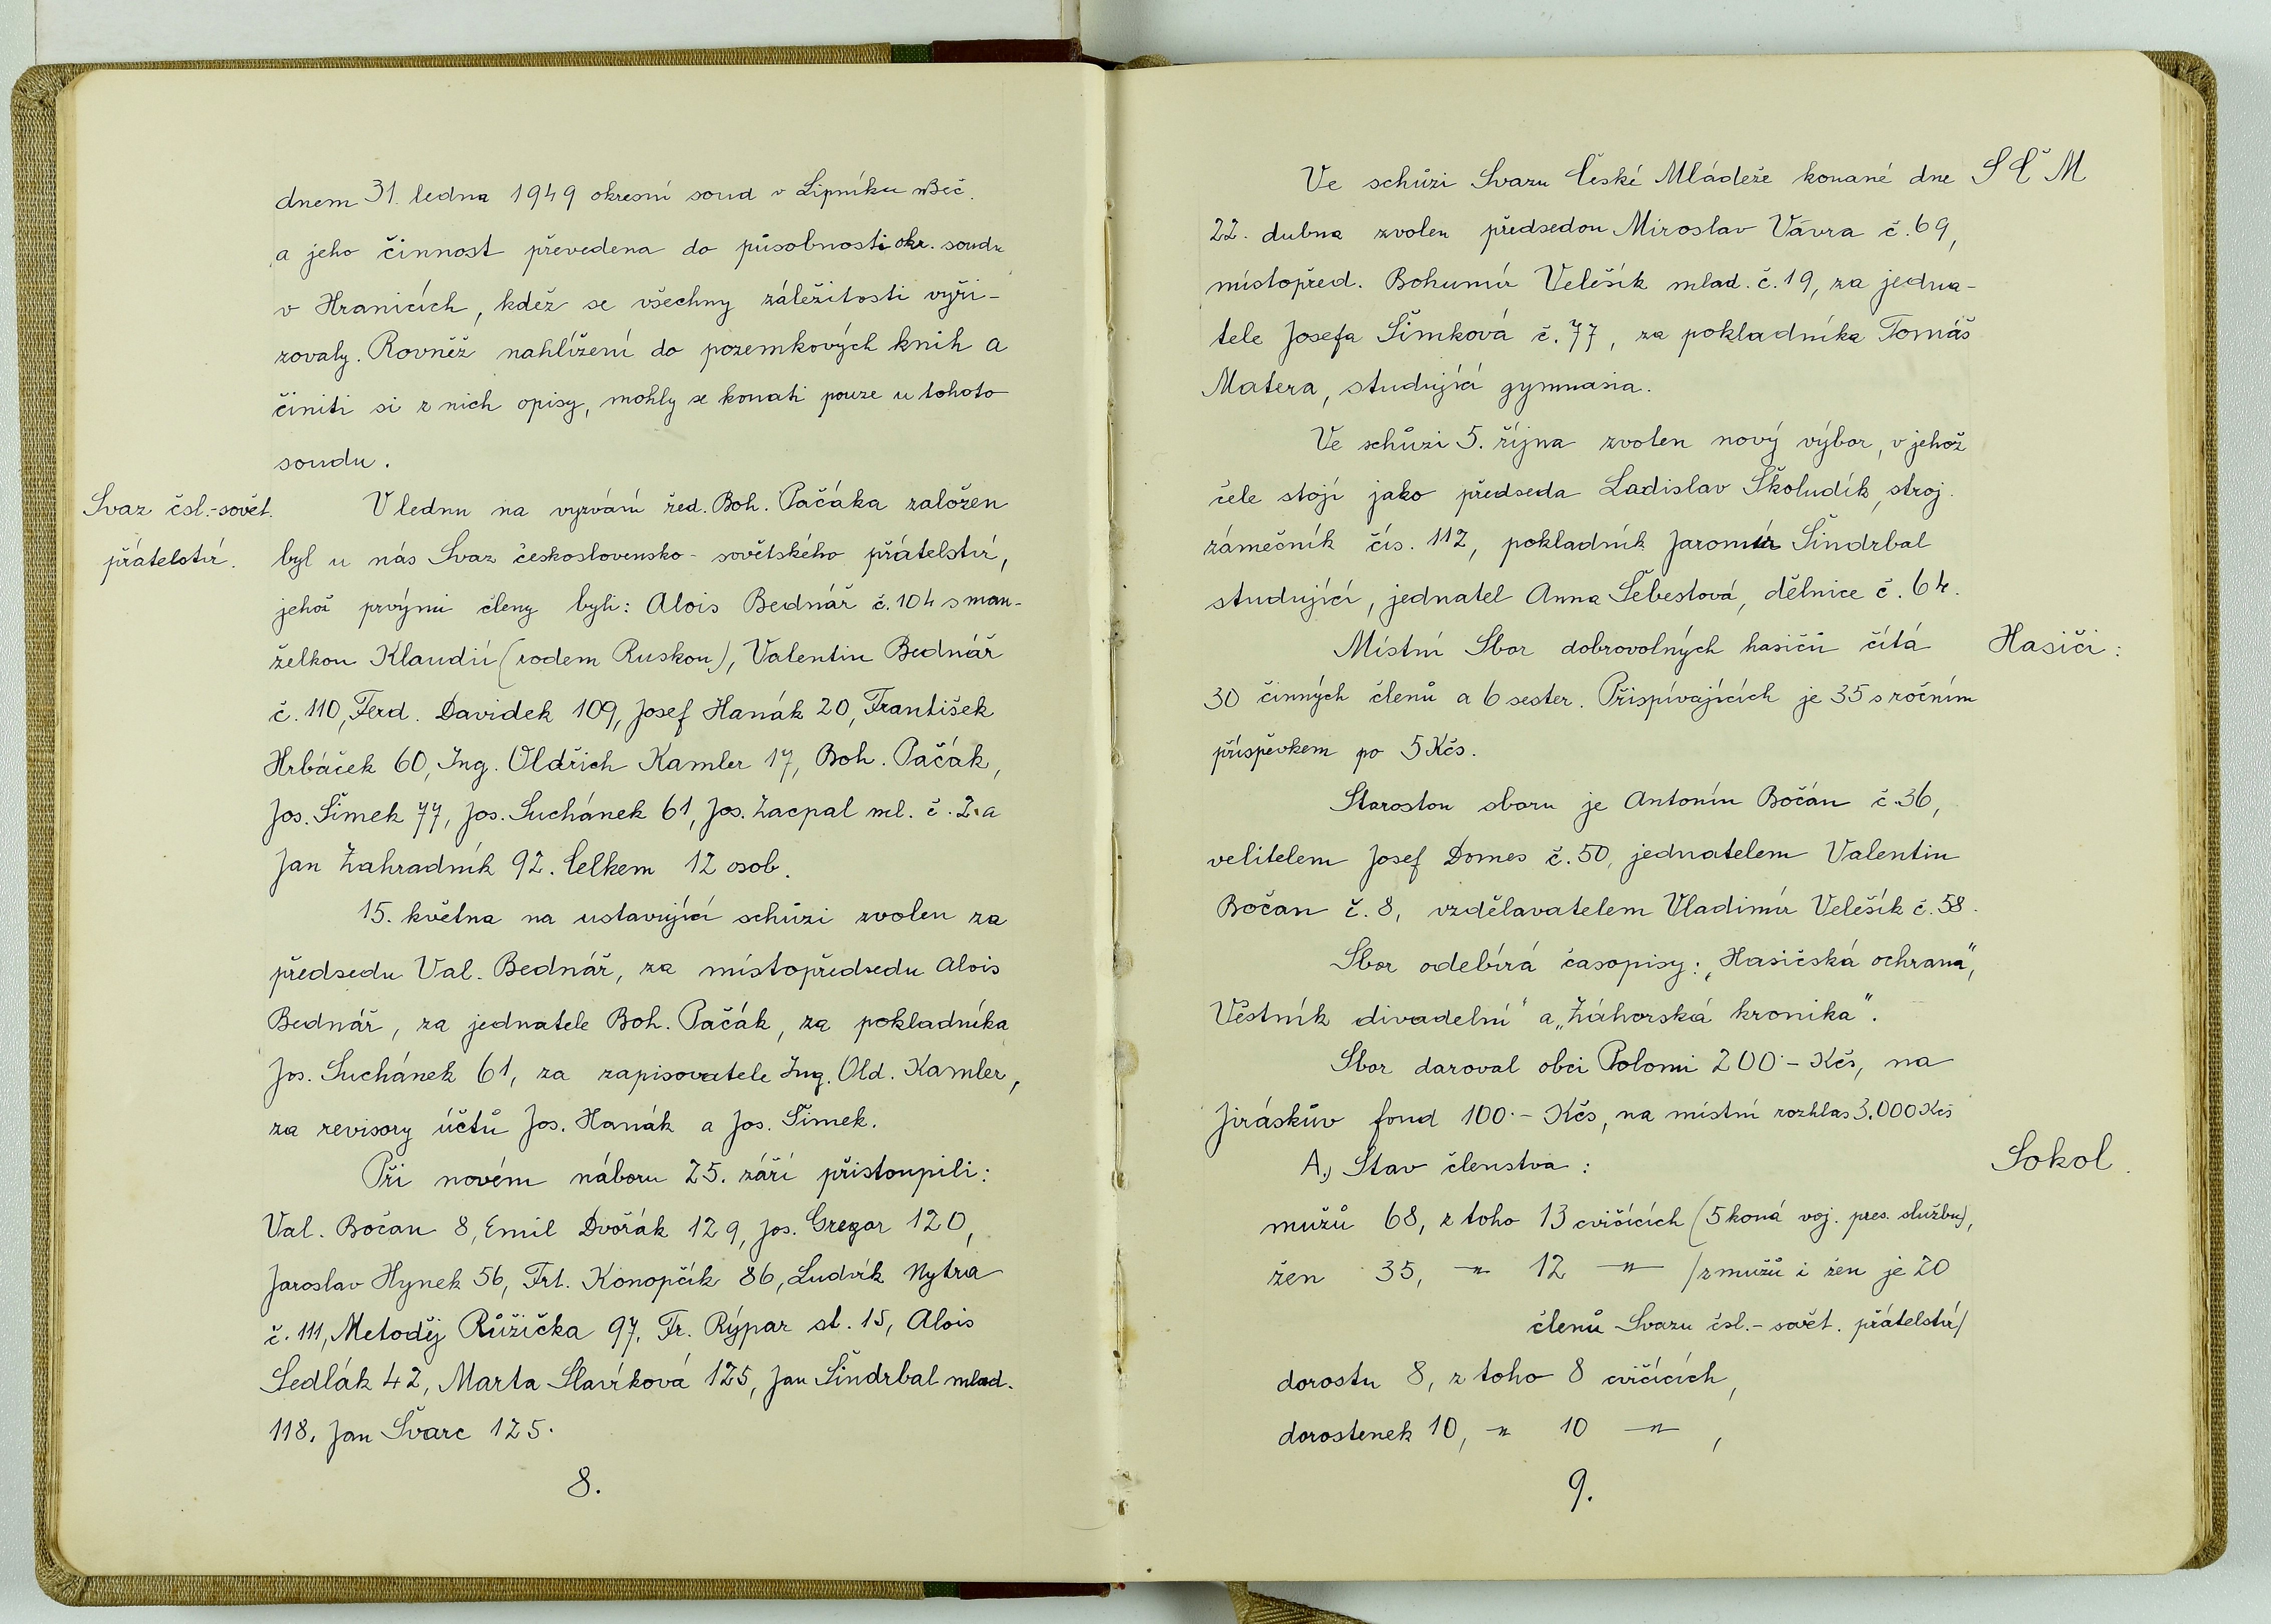 dnem 31. ledna 1949 okresní soud v Lipníku n Beč.
a jeho činnost převedena do působnosti okr. soudu
v Hranicích, kdež se všechny záležitosti vyři-
zovaly. Rovněž nahlížení do pozemkových knih a
činiti si z nich opisy, mohly se konati pouze u tohoto
soudu.
Svaz čsl.-sovět.
přátelství.
V lednu na vyzvání řed. Boh. Pačáka založen
byl u nás Svaz československo-sovětského přátelství,
jehož prvými členy byli: Alois Bednář č. 104 s man-
želkou Klaudií (rodem Ruskou), Valentin Bednář
č. 110, Ferd. Davidek 109, Josef Hanák 20, František
Hrbáček 60, Ing. Oldřich Kamler 17, Boh. Pačák,
Jos. Šimek 77, Jos. Suchánek 61, Jos. Zacpal ml. č. 2 a
Jan Zahradník 92. Celkem 12 osob.
15. května na ustavující schůzi zvolen za
předsedu Val. Bednář, za místopředsedu Alois
Bednář, za jednatele Boh. Pačák, za pokladníka
Jos. Suchánek 61, za zapisovatele Ing. Old. Kamler,
za revisory účtů Jos. Hanák a Jos. Šimek.
Při novém náboru 25. září přistoupili:
Val. Bočan 8, Emil Dvořák 129, Jos. Gregor 120,
Jaroslav Hynek 56, Frt. Konopčík 86, Ludvík Nytra
č. 111, Metoděj Růžička 97, Fr. Rýpar st. 15, Alois
Sedlák 42, Marta Slavíková 125, Jan Šindrbal mlad.
118, Jan Švarc 125.
8.
Ve schůzi Svazu České Mládeže konané dne
S Č M
22. dubna zvolen předsedou Miroslav Vávra č. 69,
místopřed. Bohumír Velešík mlad. č. 19, za jedna-
tele Josefa Šimková č. 77, za pokladníka Tomáš
Matera, studující gymnasia.
Ve schůzi 5. října zvolen nový výbor, v jehož
čele stojí jako předseda Ladislav Školudík, stroj.
zámečník čís. 112, pokladník Jaromír Šindrbal
studující, jednatel Anna Šebestová, dělnice č. 64.
Místní Sbor dobrovolných hasičů čítá
Hasiči:
30 činných členů a 6 sester. Přispívajících je 35 s ročním
příspěvkem po 5 Kčs.
Starostou sboru je Antonín Bočán č. 36,
velitelem Josef Domes č. 50, jednatelem Valentin
Bočan č. 8, vzdělavatelem Vladimír Velešík č. 58.
Sbor odebírá časopisy: „Hasičská ochrana",
Věstník divadelní" a „Záhorská kronika".
Sbor daroval obci Polomi 200·- Kčs, na
Jiráskův fond 100·- Kčs, na místní rozhlas 3.000 Kčs
Sokol.
A.) Stav členstva:
mužů 68, z toho 13 cvičících (5 koná voj. pres. službu),
žen 35, -"- 12 -"- /z mužů i žen je 20
členů Svazu čsl.-sovět. přátelství/
dorostu 8, z toho 8 cvičících,
dorostenek 10, -"- 10 -"- ,
9.